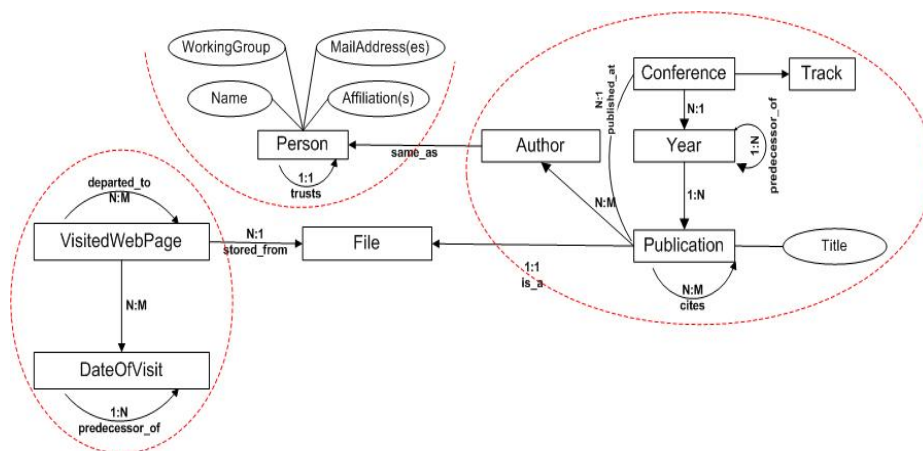 WorkingGroup
MailAddress(es)
Name
Affiliation(s)
Person
1:1
trusts
same_as
Author
Conference
Track
N:1
published_at
N:1
Year
1:N
predecessor_of
1:N
N:M
departed_to
N:M
VisitedWebPage
N:1
stored_from
File
Publication
Title
1:1
is_a
N:M
cites
N:M
DateOfVisit
1:N
predecessor_of